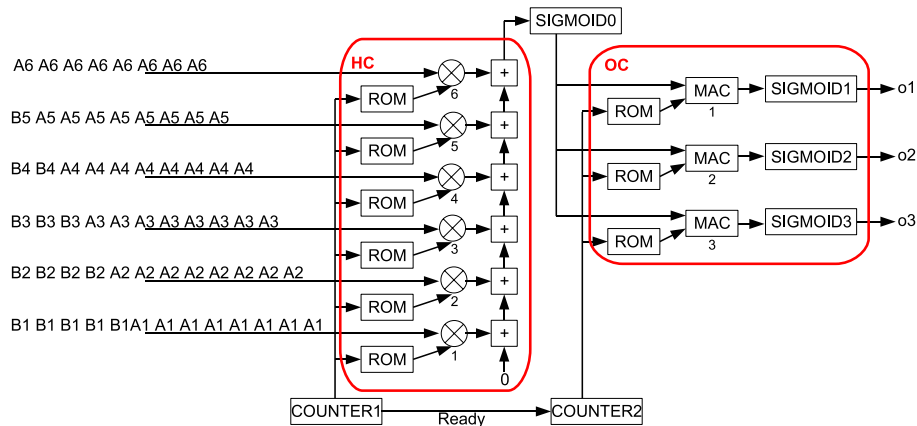 SIGMOID0
HC
OC
A6 A6 A6 A6 A6 A6 A6 A6
ROM
6
+
B5 A5 A5 A5 A5 A5 A5 A5 A5
ROM
5
+
B4 B4 A4 A4 A4 A4 A4 A4 A4 A4
ROM
4
+
B3 B3 B3 A3 A3 A3 A3 A3 A3 A3 A3
ROM
3
+
B2 B2 B2 B2 A2 A2 A2 A2 A2 A2 A2 A2
ROM
2
+
B1 B1 B1 B1 B1A1 A1 A1 A1 A1 A1 A1 A1
ROM
1
+
0
ROM
MAC
1
SIGMOID1
o1
ROM
MAC
2
SIGMOID2
o2
ROM
MAC
3
SIGMOID3
o3
COUNTER1
Ready
COUNTER2